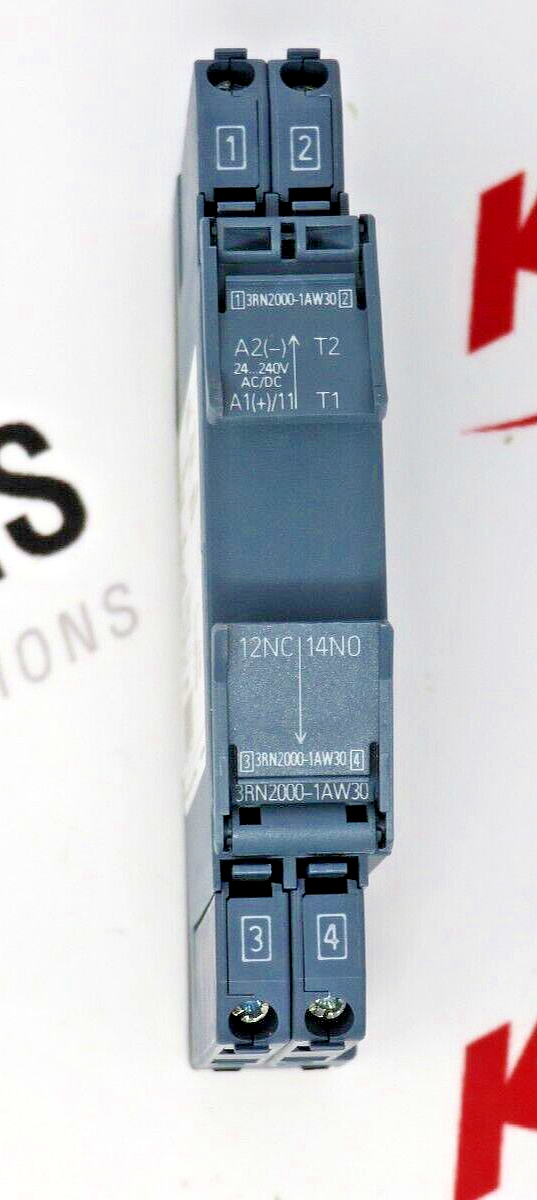 1 2
1 3RN2000-1AW30 2
A2(-) T2
24...240V
AC/DC
A1(+)/11 T1
12NC 14NO
3 3RN2000-1AW30 4
3RN2000-1AW30
3 4
S
IONS
K
K